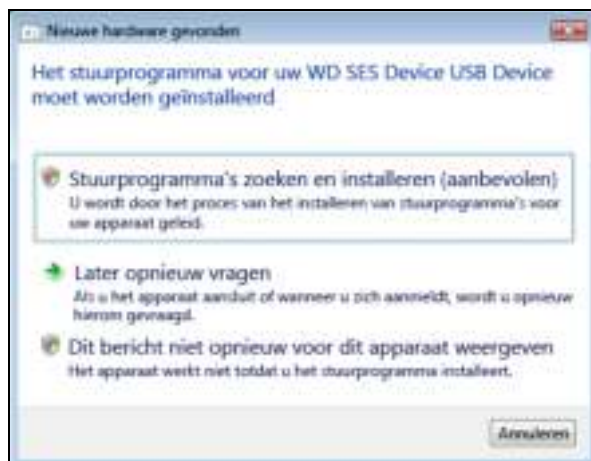 Nieuwe hardware gevonden
Het stuurprogramma voor uw WD SES Device USB Device
moet worden geïnstalleerd
Stuurprogramma's zoeken en installeren (aanbevolen)
U wordt door het proces van het installeren van stuurprogramma's voor
uw apparaat geleid.
Later opnieuw vragen
Als u het apparaat aansluit of wanneer u zich aanmeldt, wordt u opnieuw
hierom gevraagd.
Dit bericht niet opnieuw voor dit apparaat weergeven
Het apparaat werkt niet totdat u het stuurprogramma installeert.
Annuleren